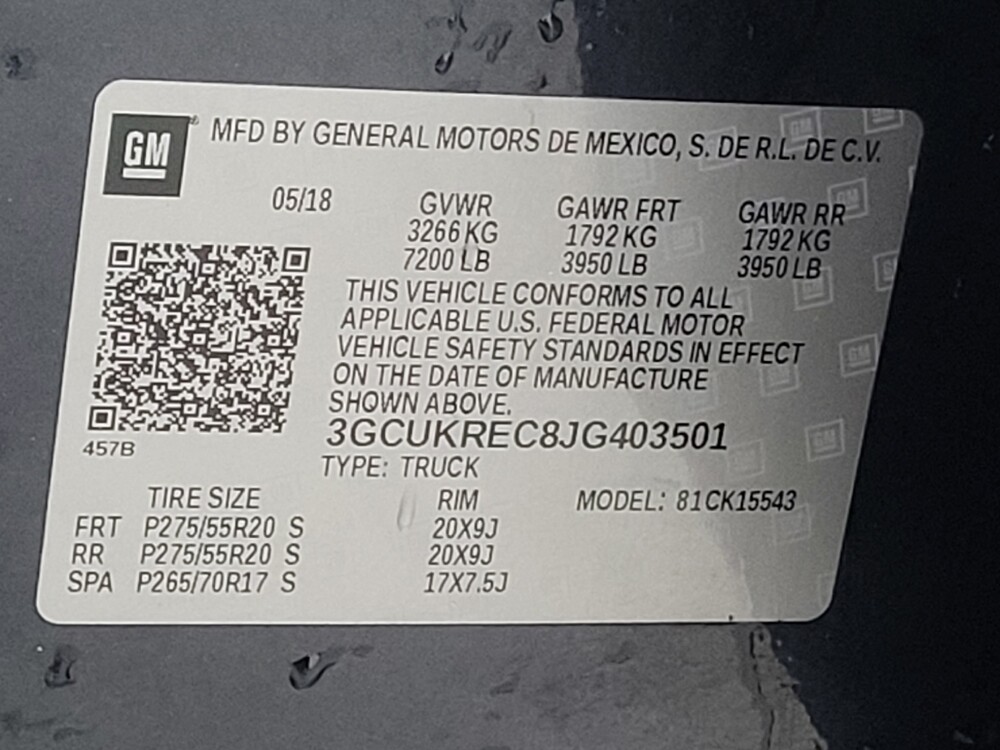 GM MFD BY GENERAL MOTORS DE MEXICO, S. DE R.L. DE C.V.
05/18 GVWR GAWR FRT GAWR RR
3266 KG 1792 KG 1792 KG
7200 LB 3950 LB 3950 LB
THIS VEHICLE CONFORMS TO ALL
APPLICABLE U.S. FEDERAL MOTOR
VEHICLE SAFETY STANDARDS IN EFFECT
ON THE DATE OF MANUFACTURE
SHOWN ABOVE.
457B
3GCUKREC8JG403501
TYPE: TRUCK
TIRE SIZE RIM MODEL: 81CK15543
FRT P275/55R20 S 20X9J
RR P275/55R20 S 20X9J
SPA P265/70R17 S 17X7.5J